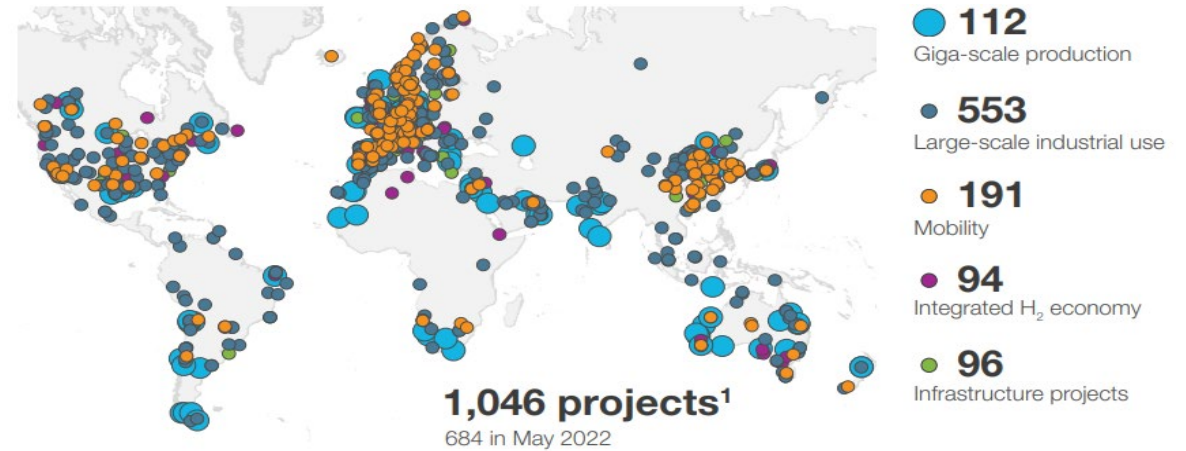 112
Giga-scale production
553
Large-scale industrial use
191
Mobility
94
Integrated H₂ economy
96
Infrastructure projects
1,046 projects¹
684 in May 2022